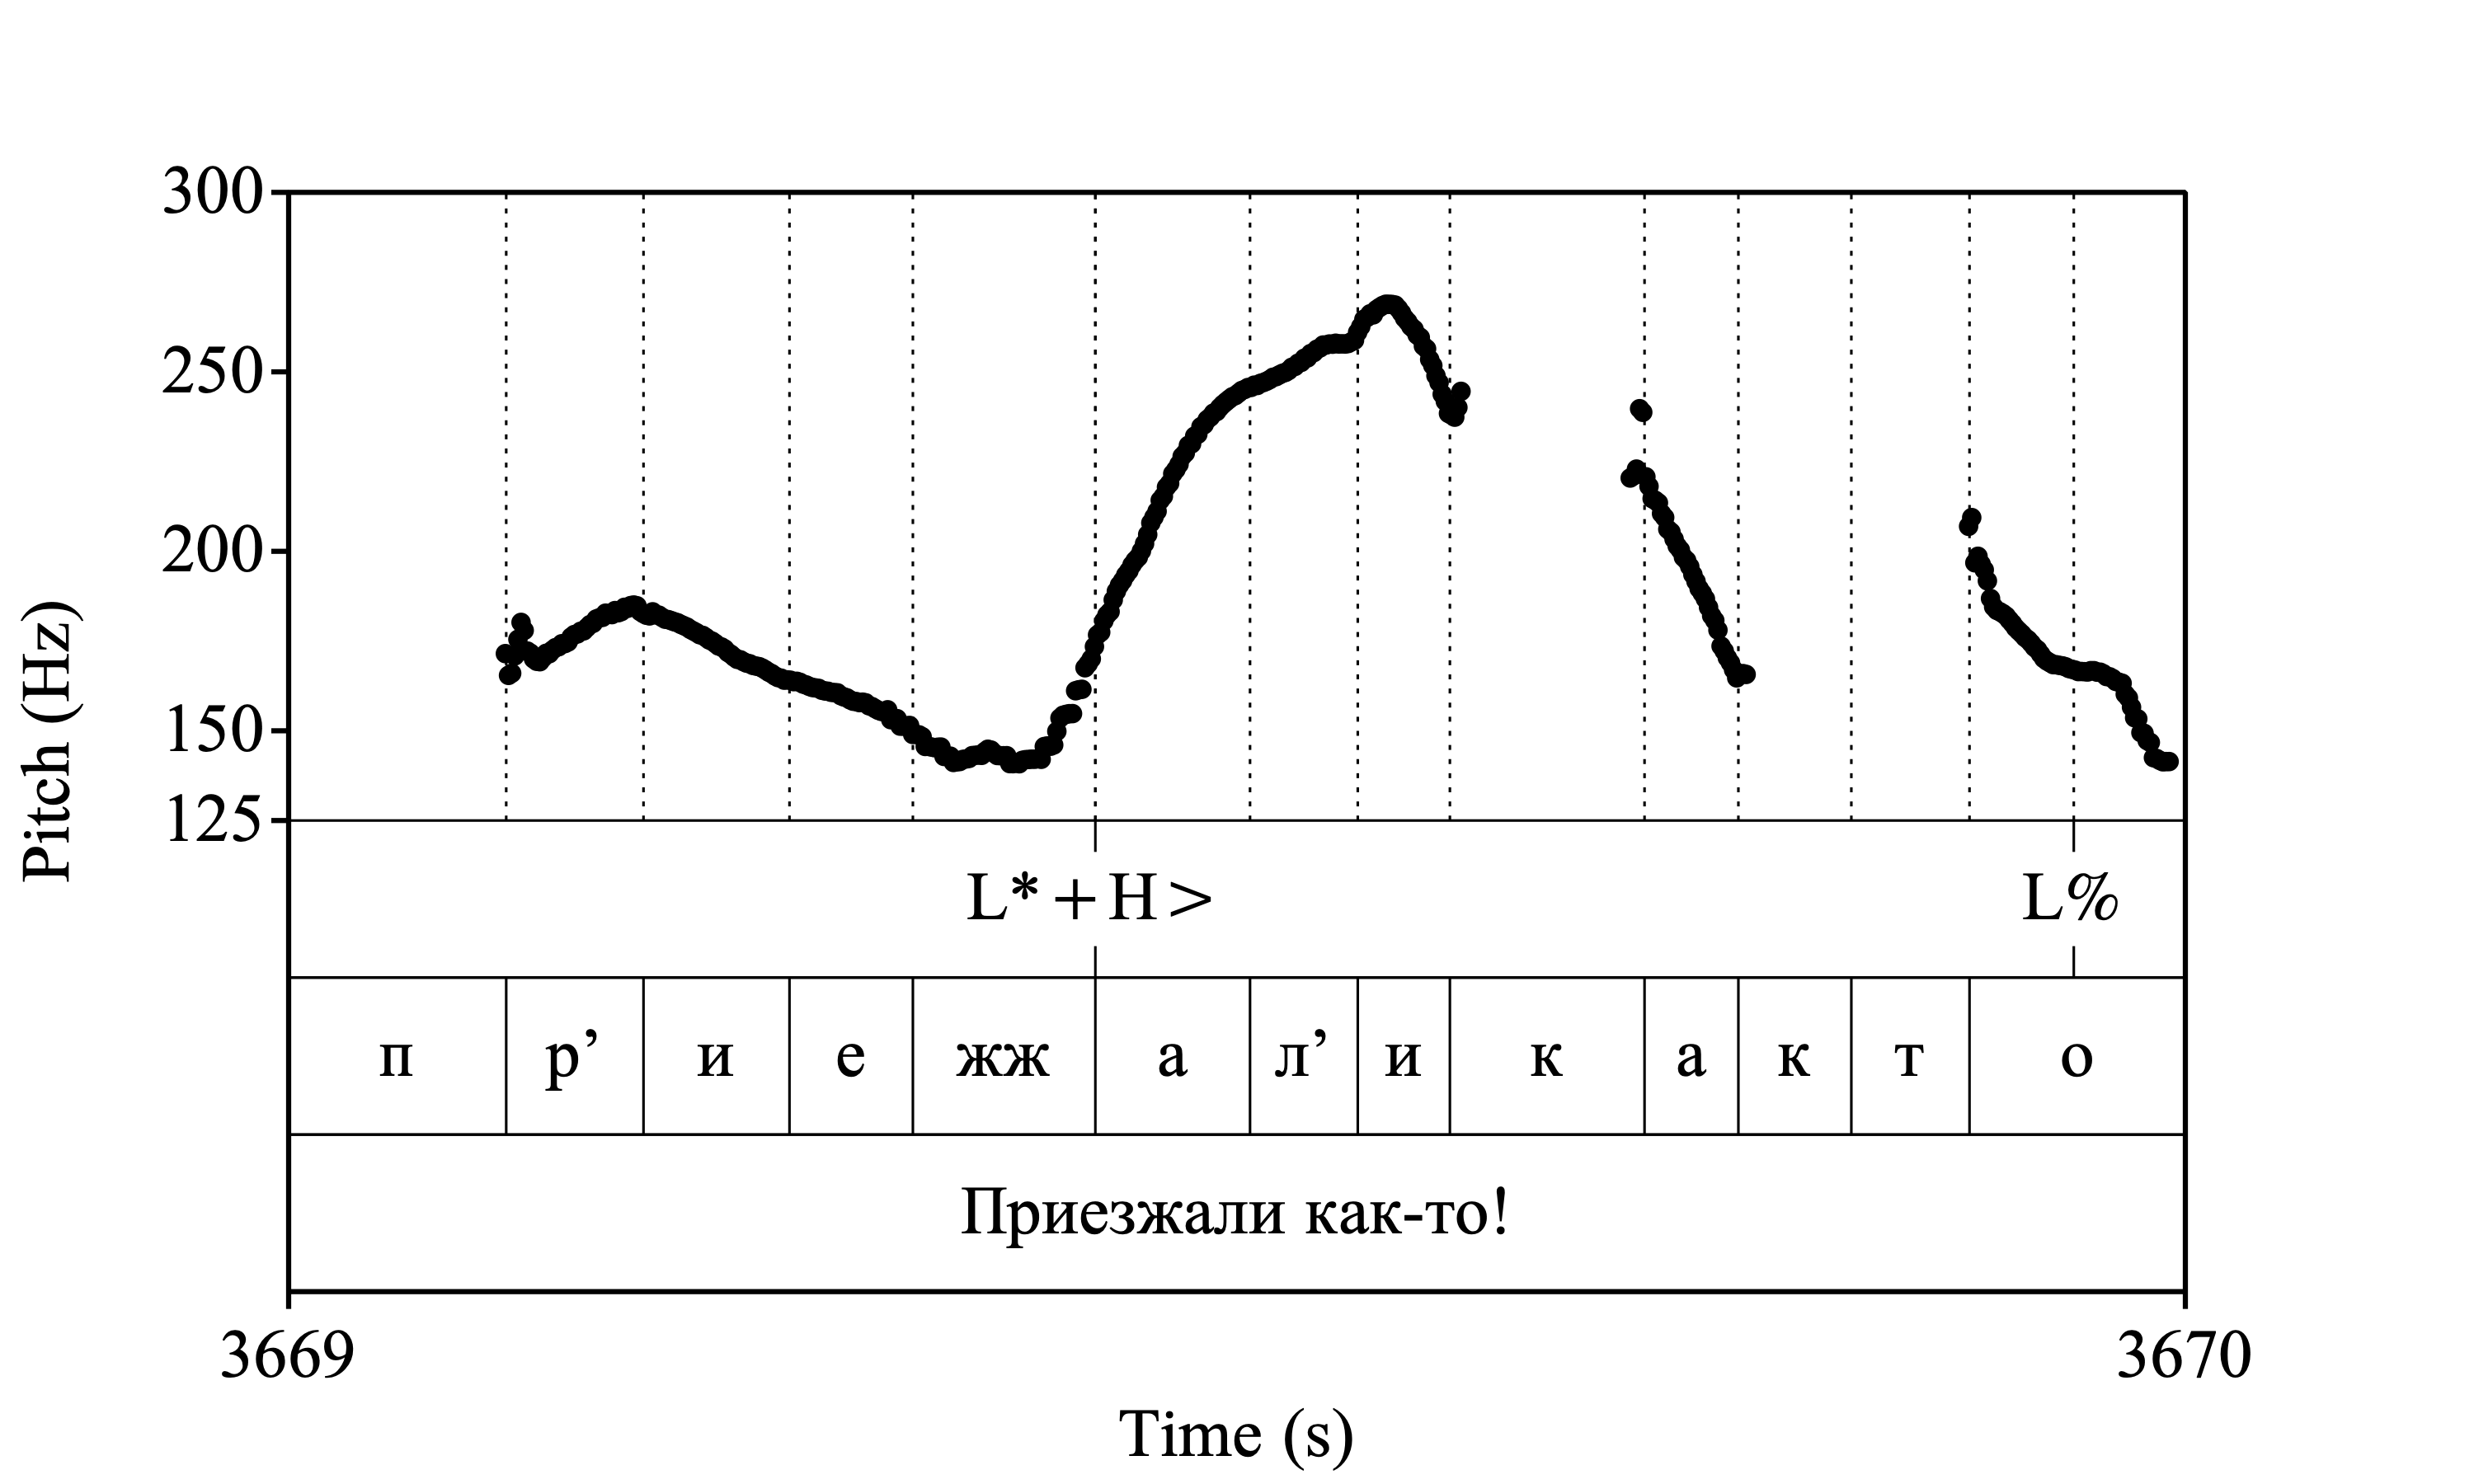 300
250
200
150
125
Pitch (Hz)
L*+H> L%
п р’ и е жж а л’ и к а к т о
Приезжали как-то!
3669 3670
Time (s)